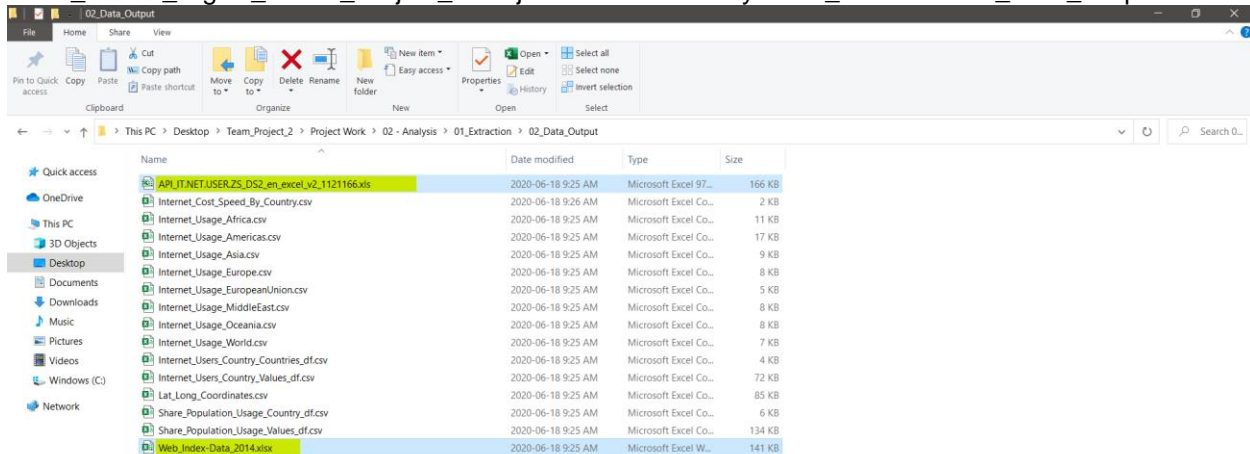 02_Data_Output
File Home Share View
Pin to Quick access
Copy
Paste
Cut
Copy path
Paste shortcut
Clipboard
Move to
Copy to
Delete
Rename
Organize
New folder
New item
Easy access
New
Properties
Open
Edit
History
Open
Select all
Select none
Invert selection
Select
This PC > Desktop > Team_Project_2 > Project Work > 02 - Analysis > 01_Extraction > 02_Data_Output
Search 0...
Quick access
OneDrive
This PC
3D Objects
Desktop
Documents
Downloads
Music
Pictures
Videos
Windows (C:)
Network
Name Date modified Type Size
API_IT.NET.USER.ZS_DS2_en_excel_v2_1121166.xls 2020-06-18 9:25 AM Microsoft Excel 97... 166 KB
Internet_Cost_Speed_By_Country.csv 2020-06-18 9:26 AM Microsoft Excel Co... 2 KB
Internet_Usage_Africa.csv 2020-06-18 9:25 AM Microsoft Excel Co... 11 KB
Internet_Usage_Americas.csv 2020-06-18 9:25 AM Microsoft Excel Co... 17 KB
Internet_Usage_Asia.csv 2020-06-18 9:25 AM Microsoft Excel Co... 9 KB
Internet_Usage_Europe.csv 2020-06-18 9:25 AM Microsoft Excel Co... 8 KB
Internet_Usage_EuropeanUnion.csv 2020-06-18 9:25 AM Microsoft Excel Co... 5 KB
Internet_Usage_MiddleEast.csv 2020-06-18 9:25 AM Microsoft Excel Co... 8 KB
Internet_Usage_Oceania.csv 2020-06-18 9:25 AM Microsoft Excel Co... 8 KB
Internet_Usage_World.csv 2020-06-18 9:25 AM Microsoft Excel Co... 7 KB
Internet_Users_Country_Countries_df.csv 2020-06-18 9:25 AM Microsoft Excel Co... 4 KB
Internet_Users_Country_Values_df.csv 2020-06-18 9:25 AM Microsoft Excel Co... 72 KB
Lat_Long_Coordinates.csv 2020-06-18 9:25 AM Microsoft Excel Co... 85 KB
Share_Population_Usage_Country_df.csv 2020-06-18 9:25 AM Microsoft Excel Co... 6 KB
Share_Population_Usage_Values_df.csv 2020-06-18 9:25 AM Microsoft Excel Co... 134 KB
Web_Index-Data_2014.xlsx 2020-06-18 9:25 AM Microsoft Excel W... 141 KB